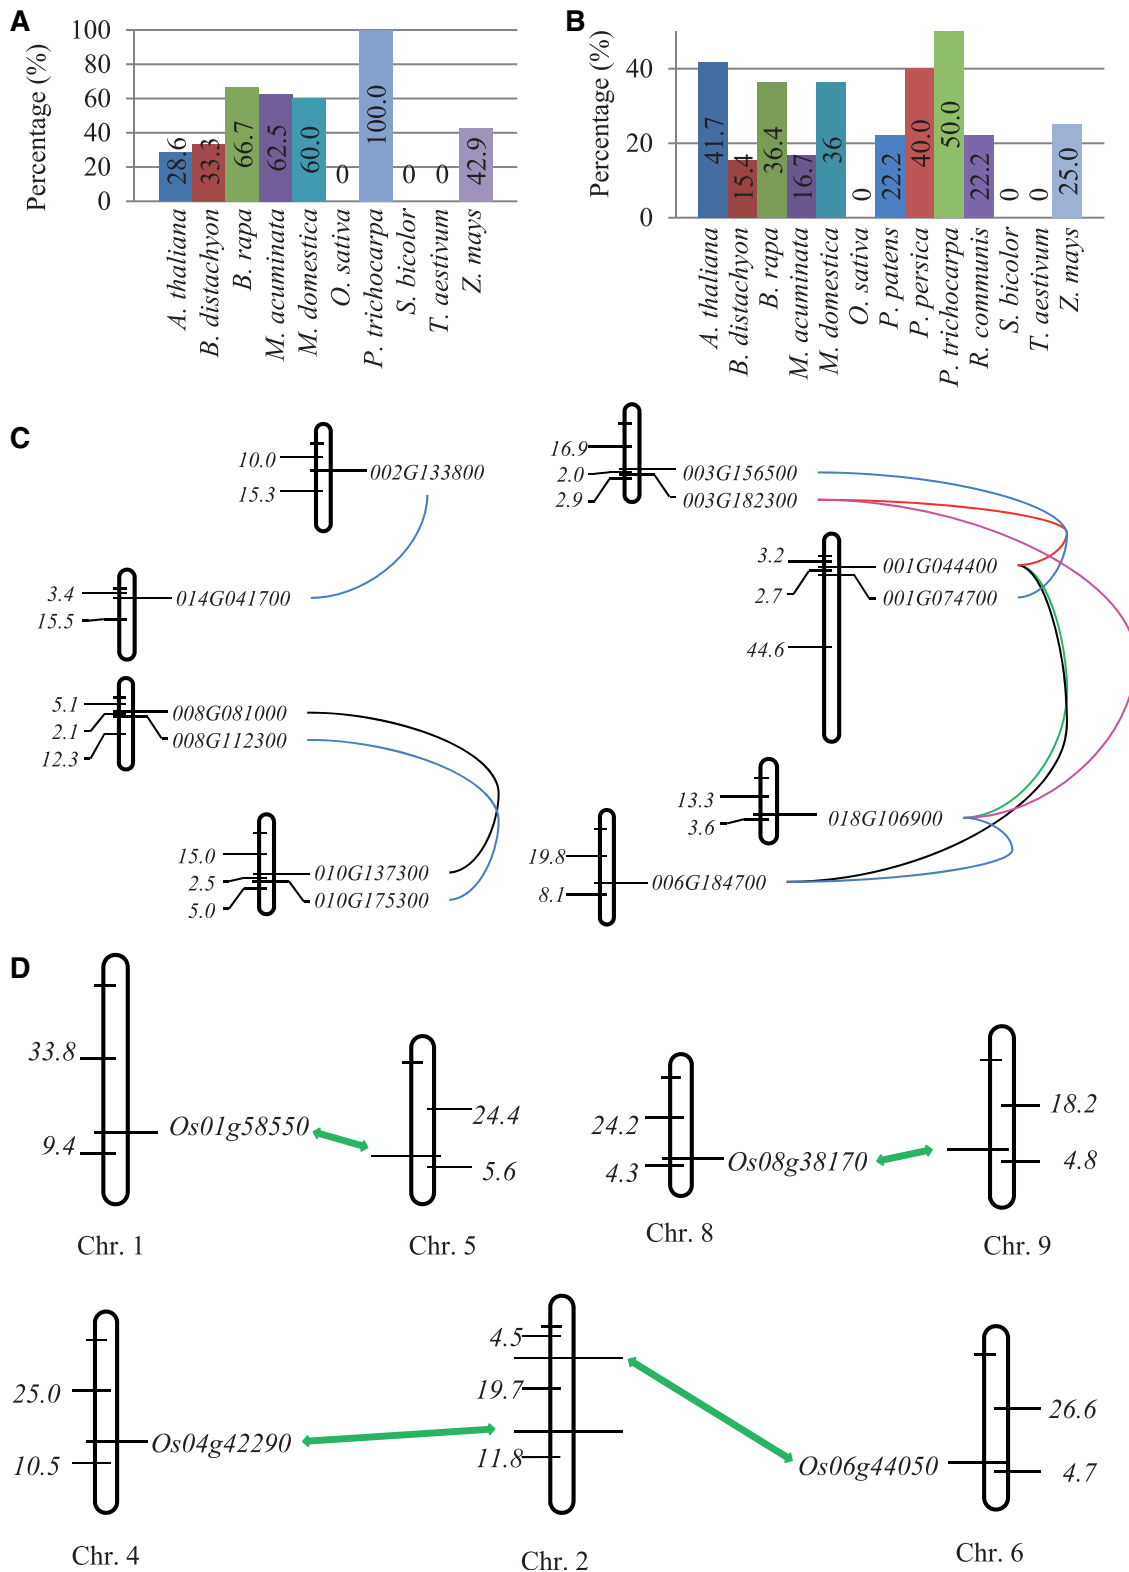 A
Percentage (%)
100
80
60
40
20
0
28.6
33.3
66.7
62.5
60.0
0
100.0
0
0
42.9
A. thaliana
B. distachyon
B. rapa
M. acuminata
M. domestica
O. sativa
P. trichocarpa
S. bicolor
T. aestivum
Z. mays
B
Percentage (%)
40
20
0
41.7
15.4
36.4
16.7
36
0
22.2
40.0
50.0
22.2
0
0
25.0
A. thaliana
B. distachyon
B. rapa
M. acuminata
M. domestica
O. sativa
P. patens
P. persica
P. trichocarpa
R. communis
S. bicolor
T. aestivum
Z. mays
C
10.0
15.3
002G133800
3.4
15.5
014G041700
5.1
2.1
12.3
008G081000
008G112300
15.0
2.5
5.0
010G137300
010G175300
16.9
2.0
2.9
003G156500
003G182300
3.2
2.7
44.6
001G044400
001G074700
13.3
3.6
018G106900
19.8
8.1
006G184700
D
33.8
9.4
Os01g58550
Chr. 1
24.4
5.6
Chr. 5
24.2
4.3
Os08g38170
Chr. 8
18.2
4.8
Chr. 9
25.0
10.5
Os04g42290
Chr. 4
4.5
19.7
11.8
Chr. 2
Os06g44050
26.6
4.7
Chr. 6